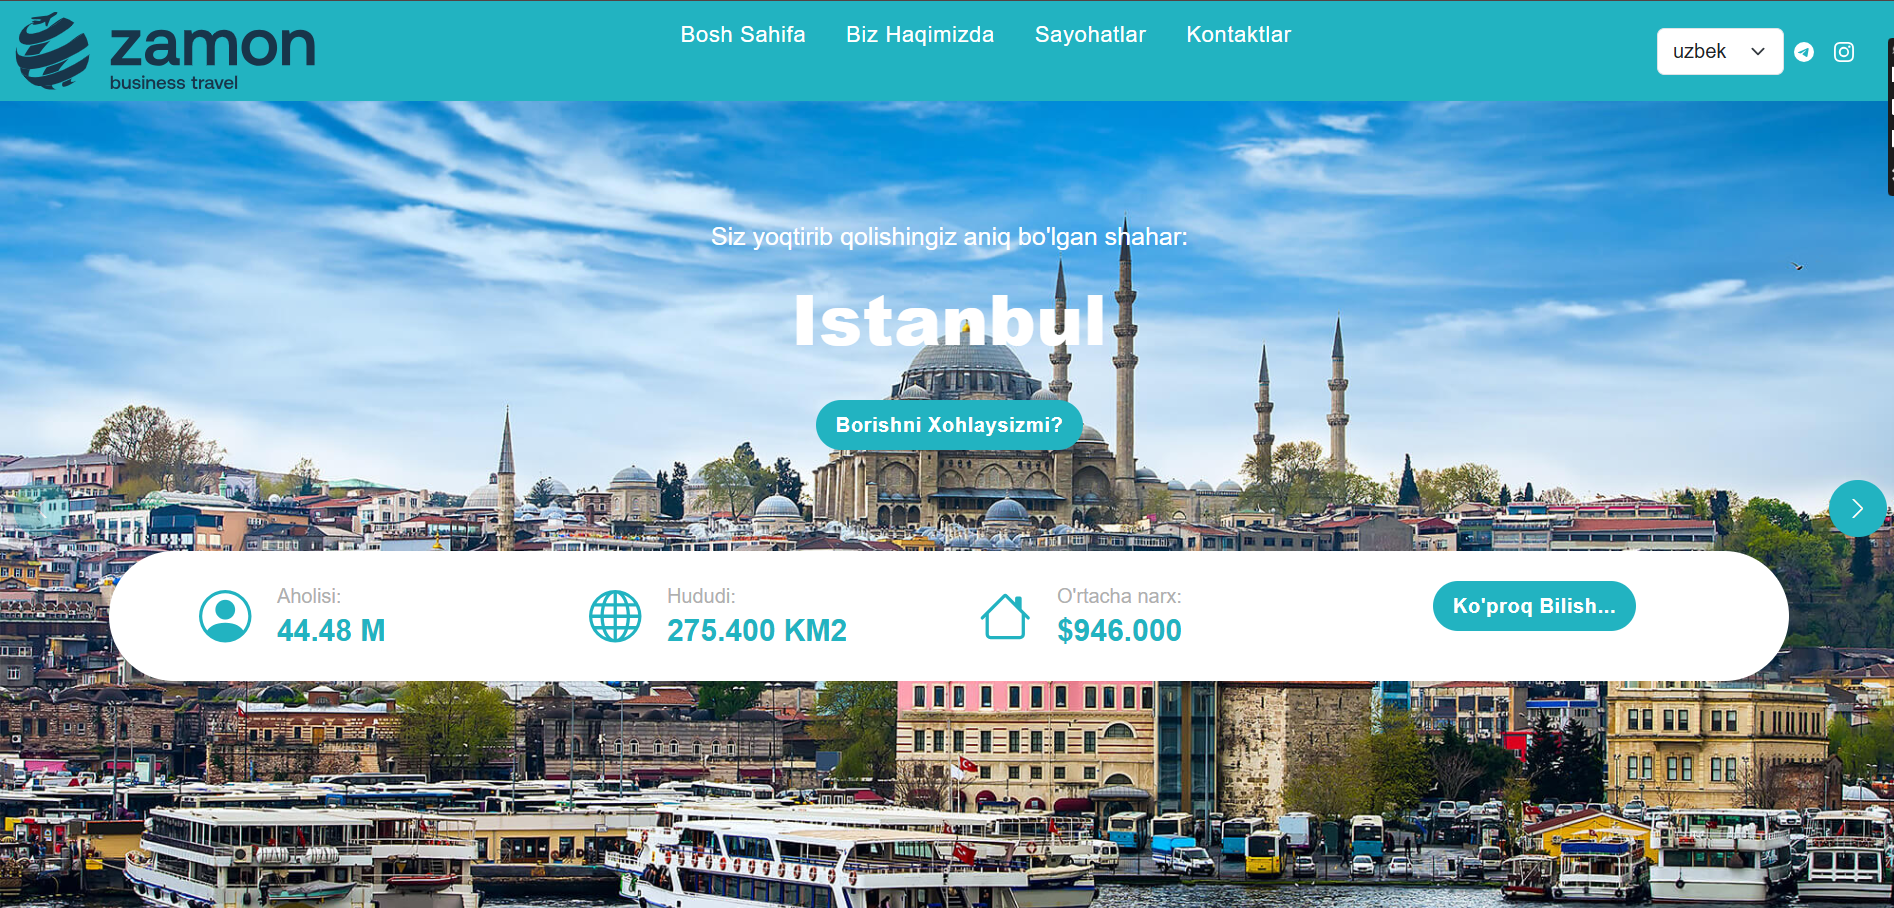 zamon
business travel
Bosh Sahifa
Biz Haqimizda
Sayohatlar
Kontaktlar
uzbek
Siz yoqtirib qolishingiz aniq bo'lgan shahar:
Istanbul
Borishni Xohlaysizmi?
Aholisi:
44.48 M
Hududi:
275.400 KM2
O'rtacha narx:
$946.000
Ko'proq Bilish...